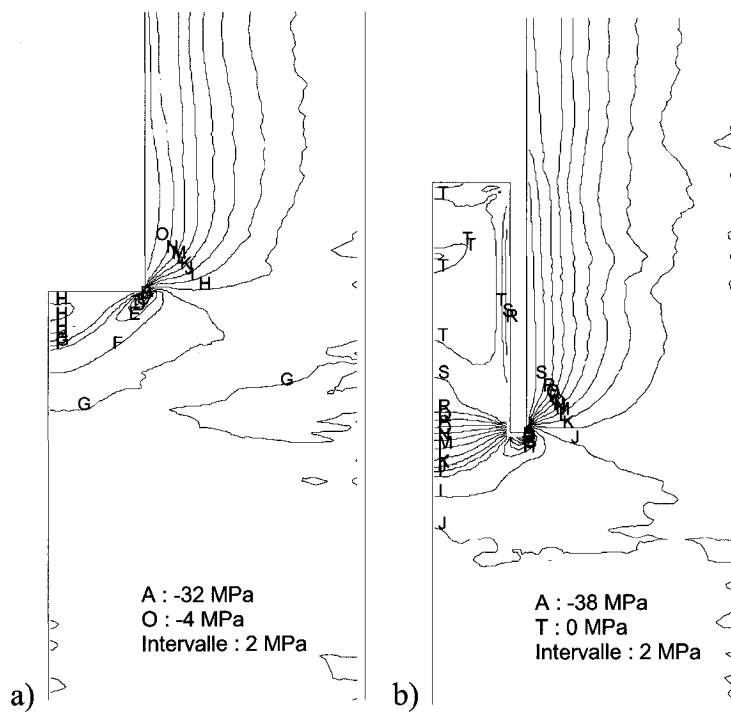 O
N
M
K
J
I
H
H
H
E
F
G
G
A : -32 MPa
O : -4 MPa
Intervalle : 2 MPa
a)
T
T
T
T
T
S
R
T
S
S
R
M
K
I
J
M
K
J
H
A : -38 MPa
T : 0 MPa
Intervalle : 2 MPa
b)